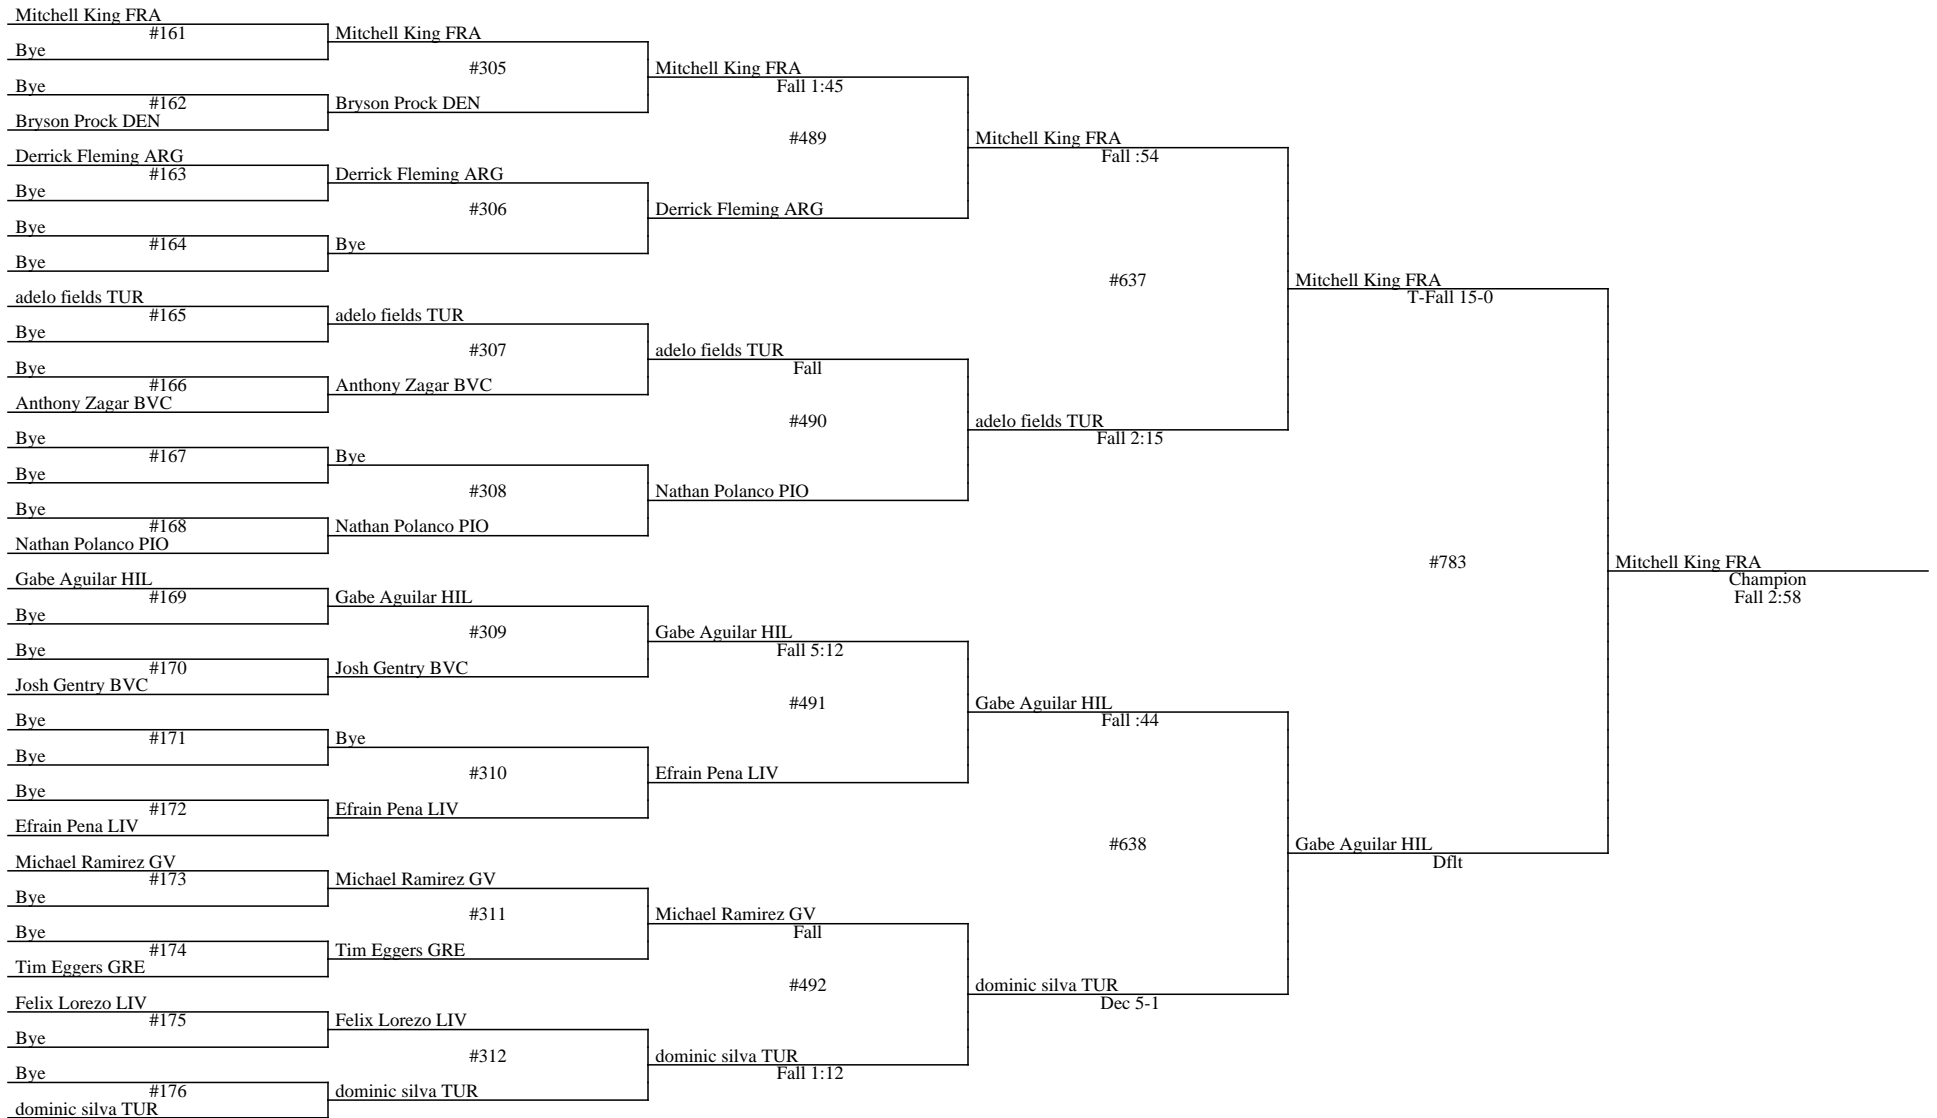 Mitchell King FRA
#161
Bye
Bye
#162
Bryson Prock DEN
Derrick Fleming ARG
#163
Bye
Bye
#164
Bye
adelo fields TUR
#165
Bye
Bye
#166
Anthony Zagar BVC
Bye
#167
Bye
Bye
#168
Nathan Polanco PIO
Gabe Aguilar HIL
#169
Bye
Bye
#170
Josh Gentry BVC
Bye
#171
Bye
Bye
#172
Efrain Pena LIV
Michael Ramirez GV
#173
Bye
Bye
#174
Tim Eggers GRE
Felix Lorezo LIV
#175
Bye
Bye
#176
dominic silva TUR
Mitchell King FRA
#305
Bryson Prock DEN
Derrick Fleming ARG
#306
Bye
adelo fields TUR
#307
Anthony Zagar BVC
Bye
#308
Nathan Polanco PIO
Gabe Aguilar HIL
#309
Josh Gentry BVC
Bye
#310
Efrain Pena LIV
Michael Ramirez GV
#311
Tim Eggers GRE
Felix Lorezo LIV
#312
dominic silva TUR
Mitchell King FRA
Fall 1:45
#489
Derrick Fleming ARG
adelo fields TUR
Fall
#490
Nathan Polanco PIO
Gabe Aguilar HIL
Fall 5:12
#491
Efrain Pena LIV
Michael Ramirez GV
Fall
#492
dominic silva TUR
Fall 1:12
Mitchell King FRA
Fall :54
#637
adelo fields TUR
Fall 2:15
Gabe Aguilar HIL
Fall :44
#638
dominic silva TUR
Dec 5-1
Mitchell King FRA
T-Fall 15-0
#783
Gabe Aguilar HIL
Dflt
Mitchell King FRA
Champion
Fall 2:58